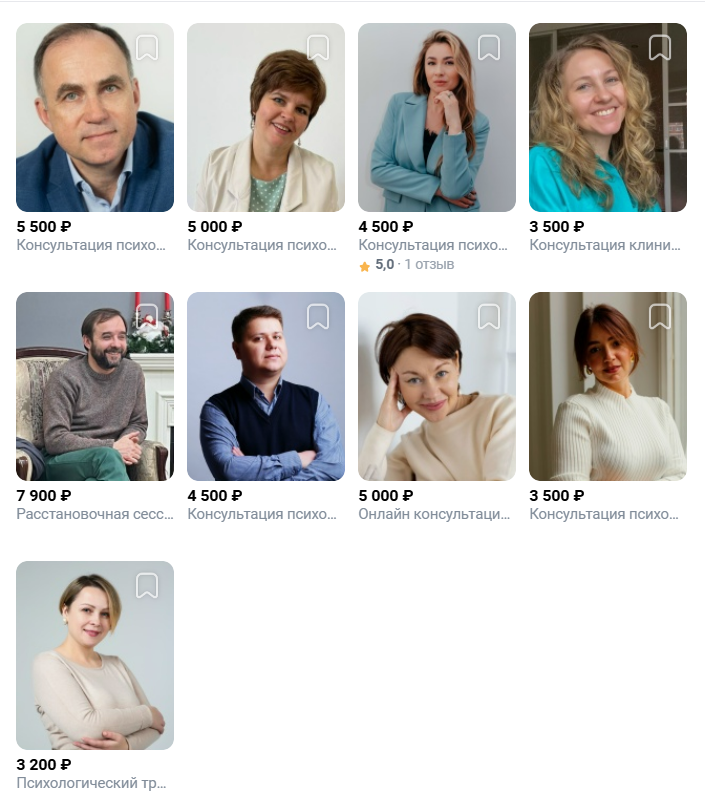 5 500 ₽
Консультация психо...
5 000 ₽
Консультация психо...
4 500 ₽
Консультация психо...
5,0 · 1 отзыв
3 500 ₽
Консультация клини...
7 900 ₽
Расстановочная сесс...
4 500 ₽
Консультация психо...
5 000 ₽
Онлайн консультаци...
3 500 ₽
Консультация психо...
3 200 ₽
Психологический тр...